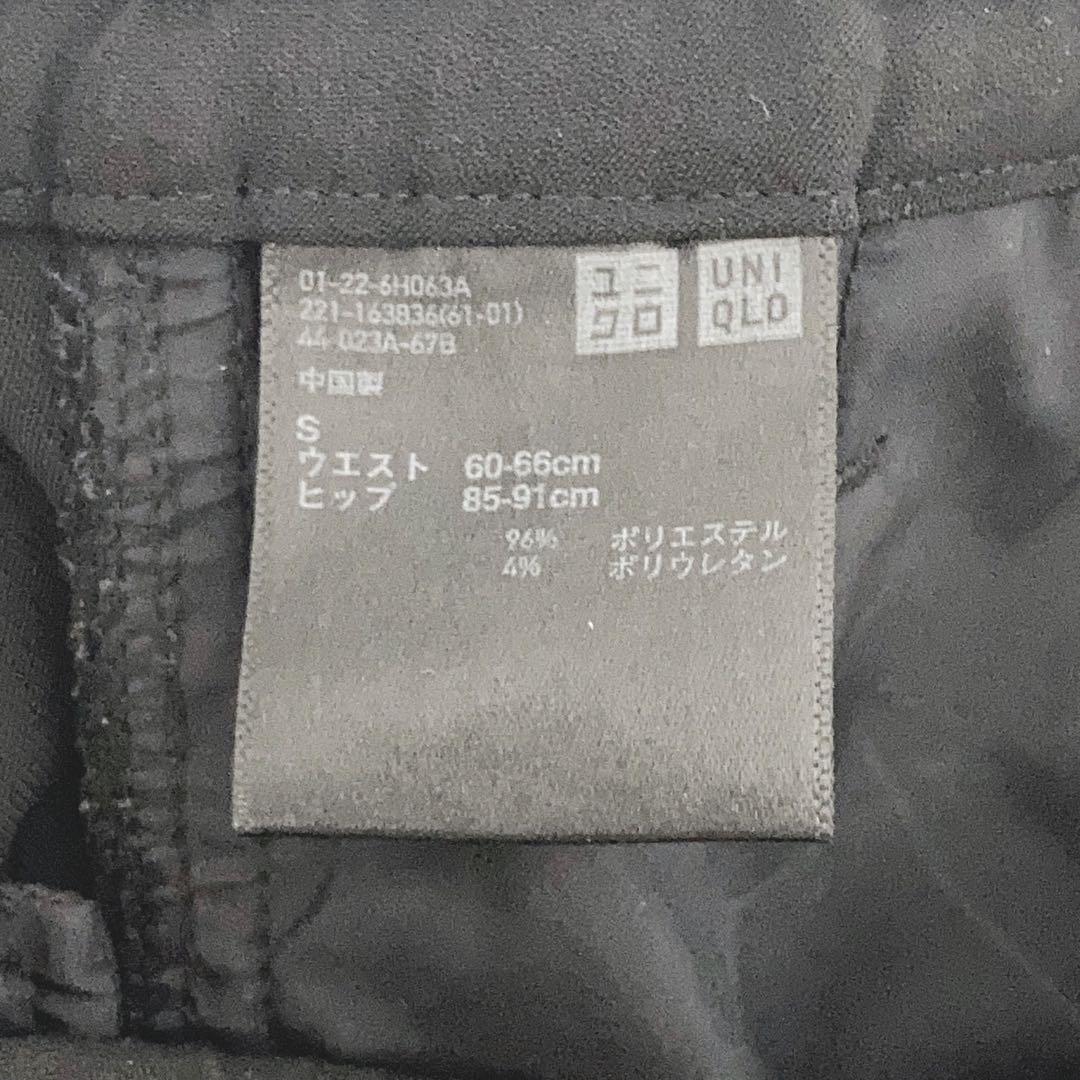 01-22-6H063A
221-163836(61-01)
44-023A-67B
ユニ
クロ
UNI
QLO
中国製
S
ウエスト 60-66cm
ヒップ 85-91cm
96% ポリエステル
4% ポリウレタン